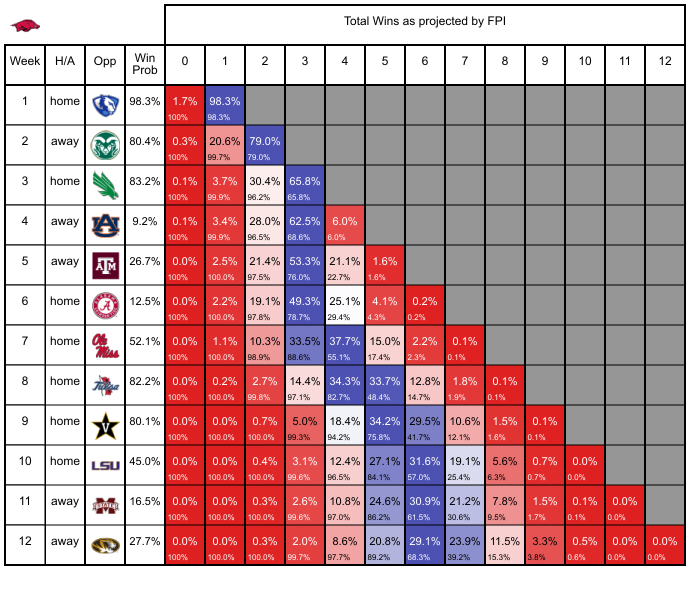 Total Wins as projected by FPI
Week H/A Opp Win Prob 0 1 2 3 4 5 6 7 8 9 10 11 12
1 home 98.3% 1.7% 98.3%
100% 98.3%
2 away 80.4% 0.3% 20.6% 79.0%
100% 99.7% 79.0%
3 home 83.2% 0.1% 3.7% 30.4% 65.8%
100% 99.9% 96.2% 65.8%
4 away 9.2% 0.1% 3.4% 28.0% 62.5% 6.0%
100% 99.9% 96.5% 68.6% 6.0%
5 away ATM 26.7% 0.0% 2.5% 21.4% 53.3% 21.1% 1.6%
100% 100.0% 97.5% 76.0% 22.7% 1.6%
6 home 12.5% 0.0% 2.2% 19.1% 49.3% 25.1% 4.1% 0.2%
100% 100.0% 97.8% 78.7% 29.4% 4.3% 0.2%
7 home Ole Miss 52.1% 0.0% 1.1% 10.3% 33.5% 37.7% 15.0% 2.2% 0.1%
100% 100.0% 98.9% 88.6% 55.1% 17.4% 2.3% 0.1%
8 home Tulsa 82.2% 0.0% 0.2% 2.7% 14.4% 34.3% 33.7% 12.8% 1.8% 0.1%
100% 100.0% 99.8% 97.1% 82.7% 48.4% 14.7% 1.9% 0.1%
9 home V 80.1% 0.0% 0.0% 0.7% 5.0% 18.4% 34.2% 29.5% 10.6% 1.5% 0.1%
100% 100.0% 100.0% 99.3% 94.2% 75.8% 41.7% 12.1% 1.6% 0.1%
10 home LSU 45.0% 0.0% 0.0% 0.4% 3.1% 12.4% 27.1% 31.6% 19.1% 5.6% 0.7% 0.0%
100% 100.0% 100.0% 99.6% 96.5% 84.1% 57.0% 25.4% 6.3% 0.7% 0.0%
11 away M STATE 16.5% 0.0% 0.0% 0.3% 2.6% 10.8% 24.6% 30.9% 21.2% 7.8% 1.5% 0.1% 0.0%
100% 100.0% 100.0% 99.6% 97.0% 86.2% 61.5% 30.6% 9.5% 1.7% 0.1% 0.0%
12 away 27.7% 0.0% 0.0% 0.3% 2.0% 8.6% 20.8% 29.1% 23.9% 11.5% 3.3% 0.5% 0.0% 0.0%
100% 100.0% 100.0% 99.7% 97.7% 89.2% 68.3% 39.2% 15.3% 3.8% 0.6% 0.0% 0.0%